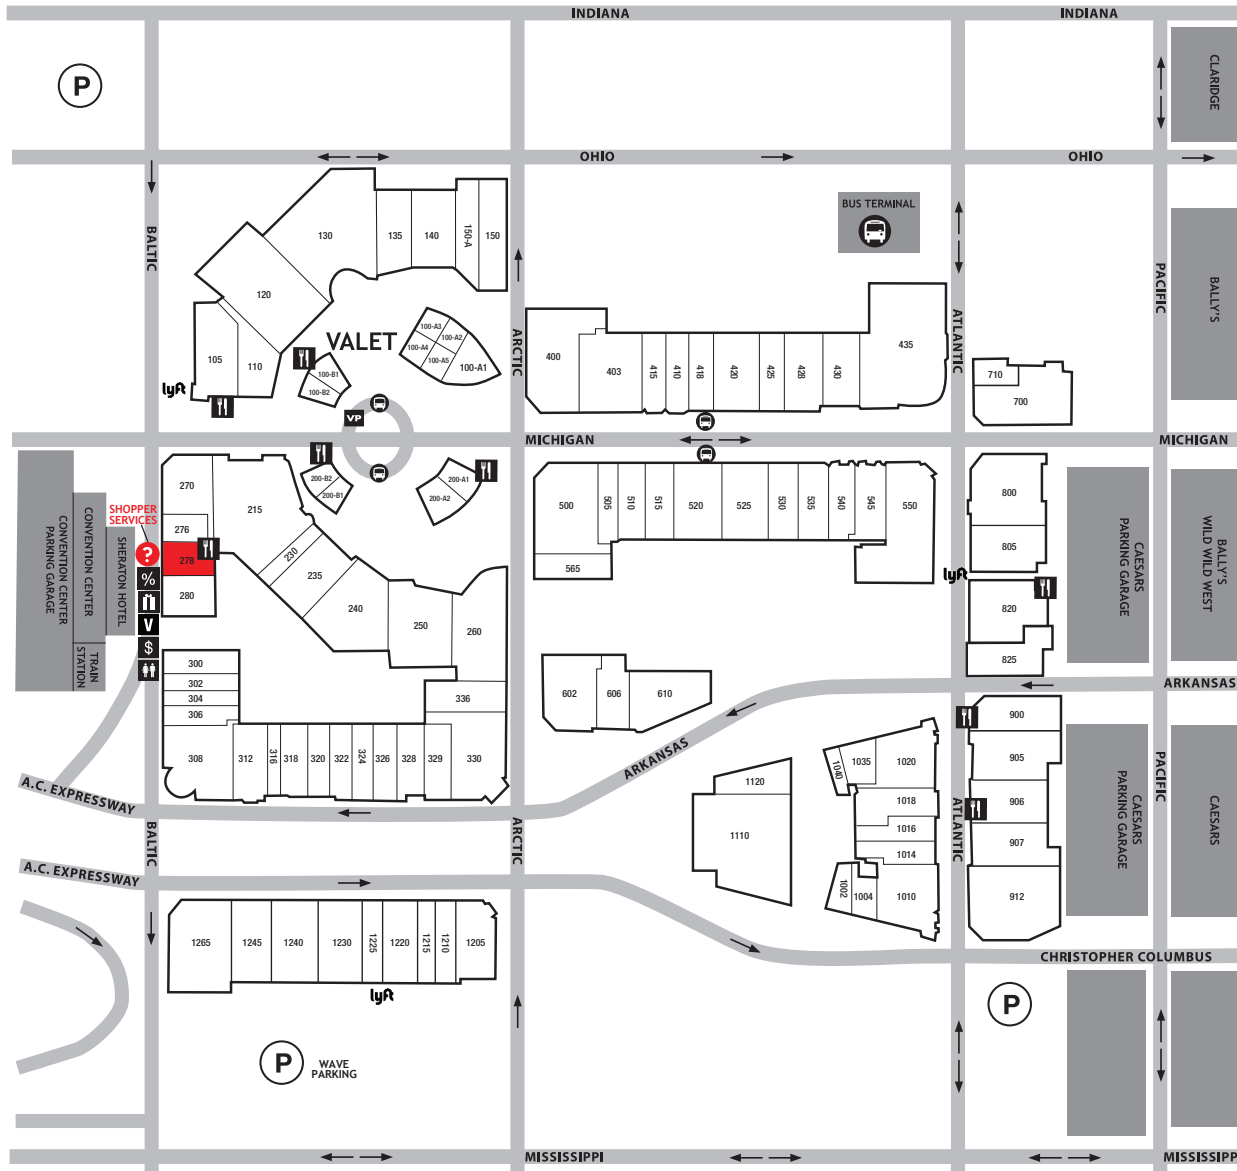 INDIANA
INDIANA
P
CLARIDGE
OHIO
OHIO
BALTIC
130
135
140
150-A
150
BUS TERMINAL
120
PACIFIC
BALLY'S
105
110
VALET
100-A3
100-A2
100-A4
100-A5
100-A1
100-B1
100-B2
lyft
VP
ARCTIC
400
403
415
410
418
420
425
428
430
435
ATLANTIC
710
700
MICHIGAN
MICHIGAN
270
215
276
278
280
200-B2
200-B1
200-A1
200-A2
230
235
240
250
260
SHOPPER
SERVICES
?
%
V
$
CONVENTION CENTER
PARKING GARAGE
CONVENTION CENTER
SHERATON HOTEL
TRAIN
STATION
500
505
510
515
520
525
530
535
540
545
550
565
lyft
800
805
820
825
CAESARS
PARKING GARAGE
BALLY'S
WILD WILD WEST
300
302
304
306
308
312
316
318
320
322
324
326
328
329
330
336
602
606
610
ARKANSAS
ARKANSAS
900
905
906
907
912
CAESARS
PARKING GARAGE
PACIFIC
CAESARS
A.C. EXPRESSWAY
BALTIC
ARCTIC
ATLANTIC
1120
1110
1040
1035
1020
1018
1016
1014
1002
1004
1010
A.C. EXPRESSWAY
1265
1245
1240
1230
1225
1220
1215
1210
1205
lyft
CHRISTOPHER COLUMBUS
P
P
WAVE
PARKING
MISSISSIPPI
MISSISSIPP